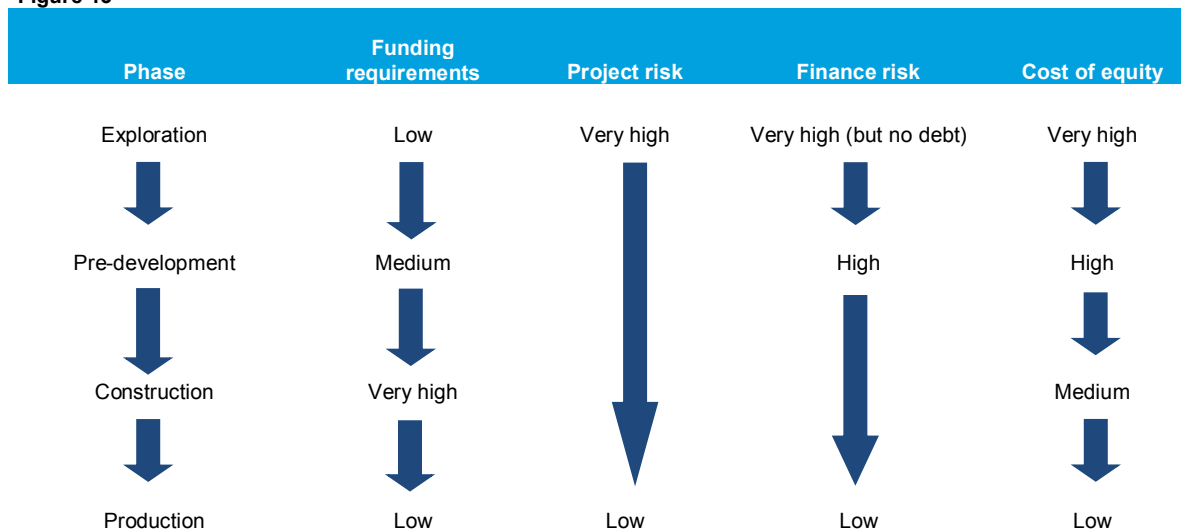 Phase
Funding
requirements
Project risk
Finance risk
Cost of equity
Exploration
Low
Very high
Very high (but no debt)
Very high
Pre-development
Medium
High
High
Construction
Very high
Medium
Production
Low
Low
Low
Low